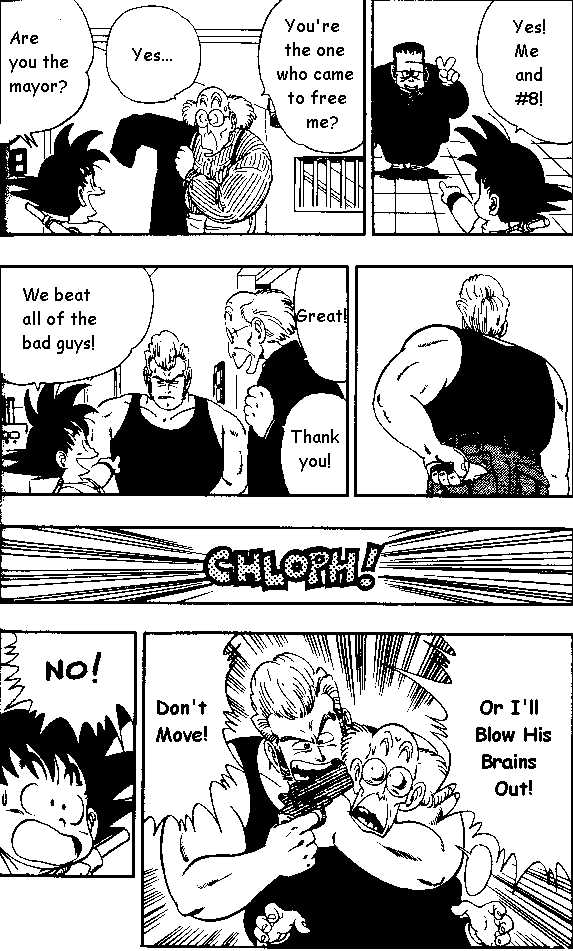 Are
you the
mayor?
Yes...
You're
the one
who came
to free
me?
Yes!
Me
and
#8!
We beat
all of the
bad guys!
Great!
Thank
you!
CHLOPH!
NO!
Don't
Move!
Or I'll
Blow His
Brains
Out!